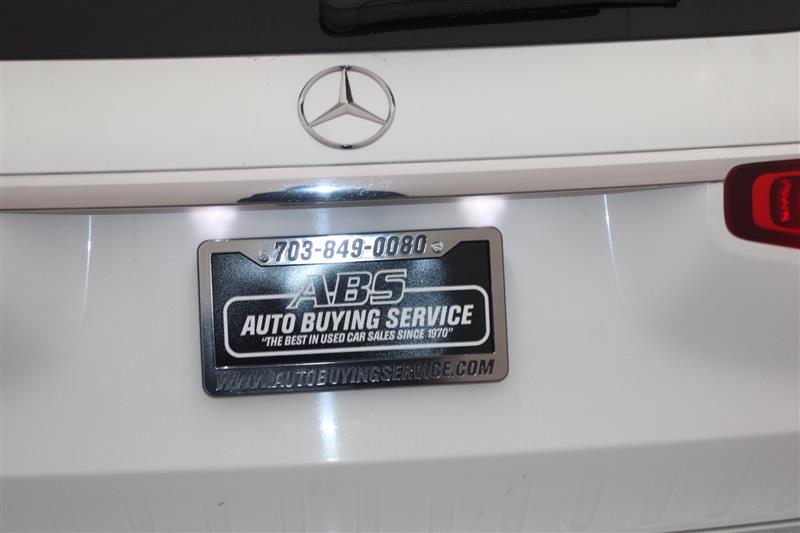 703-849-0080
ABS
AUTO BUYING SERVICE
"THE BEST IN USED CAR SALES SINCE 1970"
WWW.AUTOBUYINGSERVICE.COM